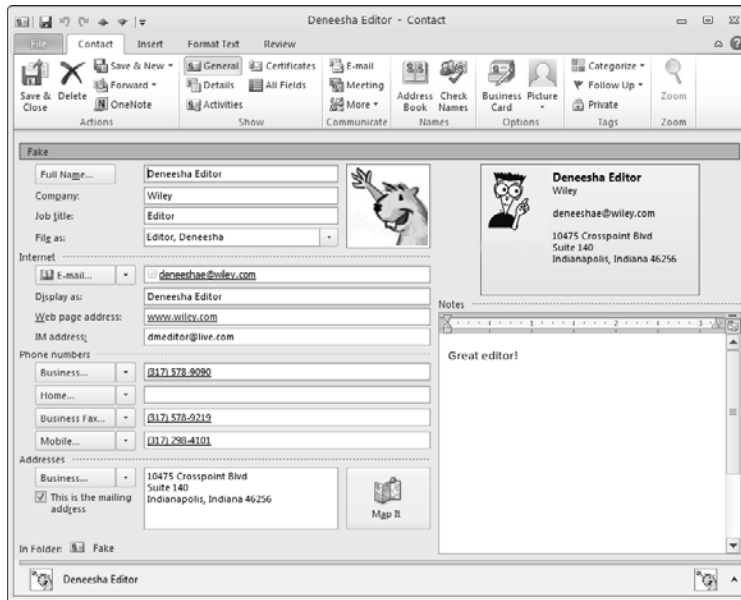 Deneesha Editor - Contact
File Contact Insert Format Text Review
Save & Close
Delete
Save & New
Forward
OneNote
Actions
General
Details
Activities
Certificates
All Fields
Show
E-mail
Meeting
More
Communicate
Address Book
Check Names
Names
Business Card
Picture
Options
Categorize
Follow Up
Private
Tags
Zoom
Zoom
Fake
Full Name... Deneesha Editor
Company: Wiley
Job title: Editor
File as: Editor, Deneesha
Internet
E-mail... deneeshae@wiley.com
Display as: Deneesha Editor
Web page address: www.wiley.com
IM address: dmeditor@live.com
Phone numbers
Business... (317) 578-9090
Home...
Business Fax... (317) 578-9219
Mobile... (317) 298-4101
Addresses
Business... 10475 Crosspoint Blvd
Suite 140
Indianapolis, Indiana 46256
This is the mailing
address
Map It
In Folder: Fake
Deneesha Editor
Wiley
deneeshae@wiley.com
10475 Crosspoint Blvd
Suite 140
Indianapolis, Indiana 46256
Notes
1 2 3
Great editor!
Deneesha Editor